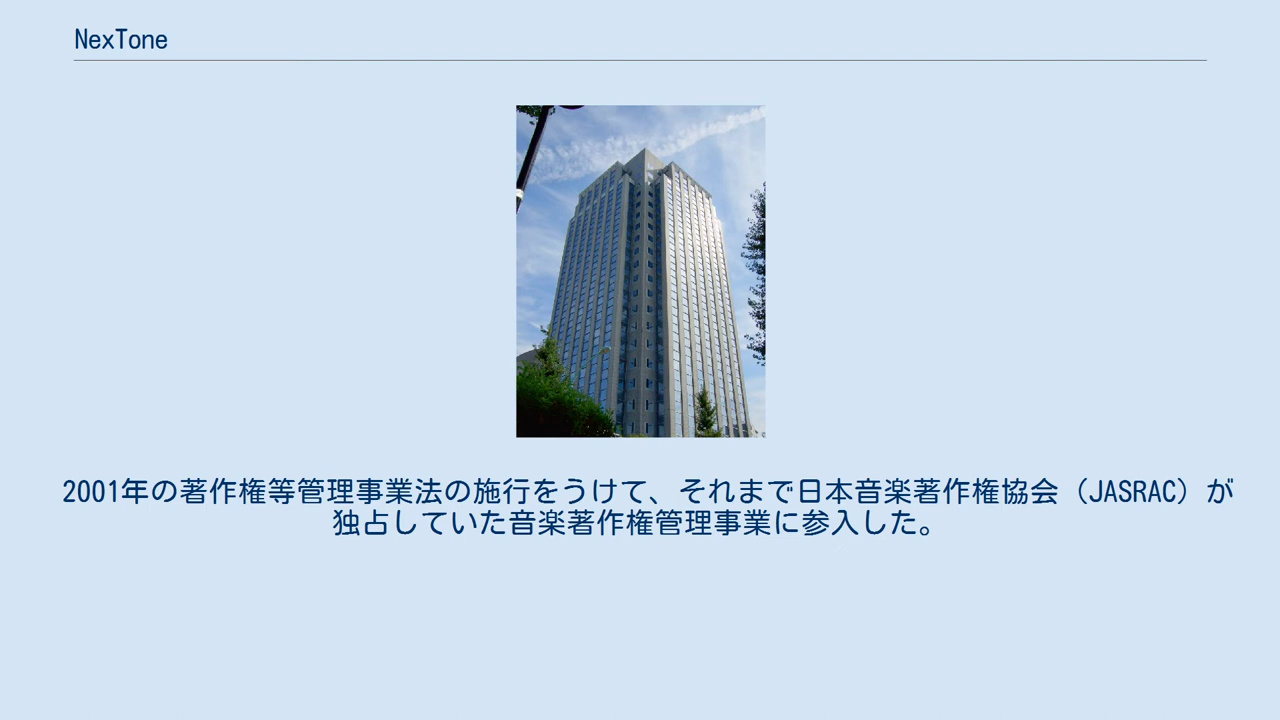 NexTone
2001年の著作権等管理事業法の施行をうけて、それまで日本音楽著作権協会（JASRAC）が
独占していた音楽著作権管理事業に参入した。